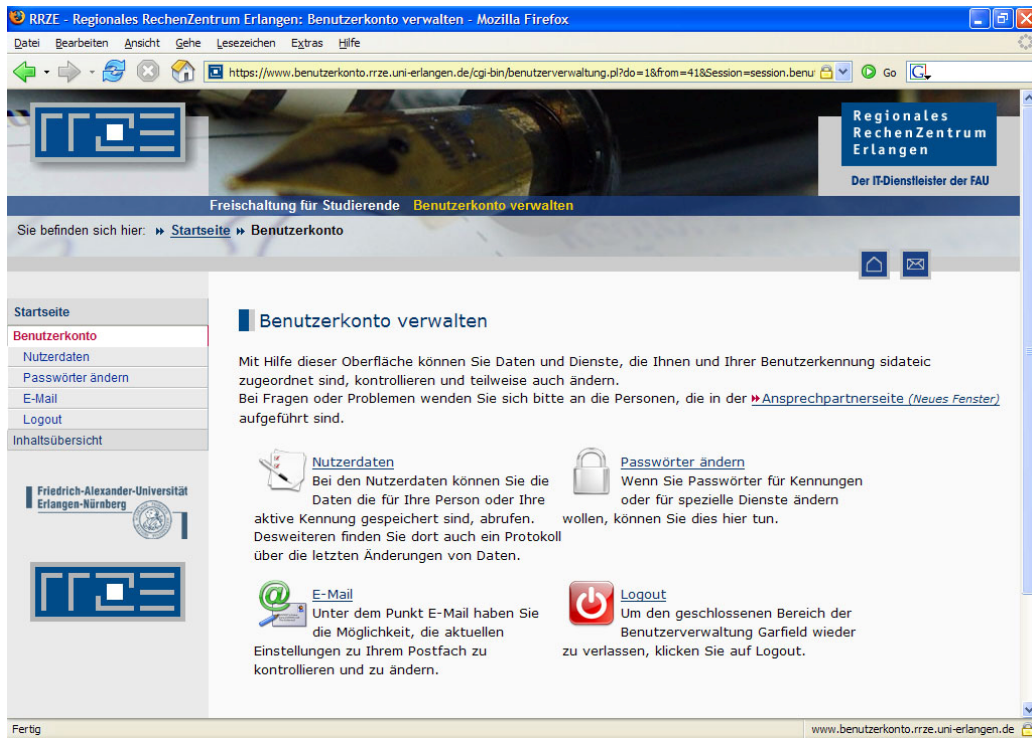 RRZE - Regionales RechenZentrum Erlangen: Benutzerkonto verwalten - Mozilla Firefox
Datei Bearbeiten Ansicht Gehe Lesezeichen Extras Hilfe
https://www.benutzerkonto.rrze.uni-erlangen.de/cgi-bin/benutzerverwaltung.pl?do=1&from=41&Session=session.benu Go G
rrze
Regionales
RechenZentrum
Erlangen
Der IT-Dienstleister der FAU
Freischaltung für Studierende Benutzerkonto verwalten
Sie befinden sich hier: Startseite Benutzerkonto
Startseite
Benutzerkonto
Nutzerdaten
Passwörter ändern
E-Mail
Logout
Inhaltsübersicht
Friedrich-Alexander-Universität
Erlangen-Nürnberg
rrze
Benutzerkonto verwalten
Mit Hilfe dieser Oberfläche können Sie Daten und Dienste, die Ihnen und Ihrer Benutzerkennung sidateic
zugeordnet sind, kontrollieren und teilweise auch ändern.
Bei Fragen oder Problemen wenden Sie sich bitte an die Personen, die in der Ansprechpartnerseite (Neues Fenster)
aufgeführt sind.
Nutzerdaten
Bei den Nutzerdaten können Sie die
Daten die für Ihre Person oder Ihre
aktive Kennung gespeichert sind, abrufen.
Desweiteren finden Sie dort auch ein Protokoll
über die letzten Änderungen von Daten.
Passwörter ändern
Wenn Sie Passwörter für Kennungen
oder für spezielle Dienste ändern
wollen, können Sie dies hier tun.
E-Mail
Unter dem Punkt E-Mail haben Sie
die Möglichkeit, die aktuellen
Einstellungen zu Ihrem Postfach zu
kontrollieren und zu ändern.
Logout
Um den geschlossenen Bereich der
Benutzerverwaltung Garfield wieder
zu verlassen, klicken Sie auf Logout.
Fertig www.benutzerkonto.rrze.uni-erlangen.de